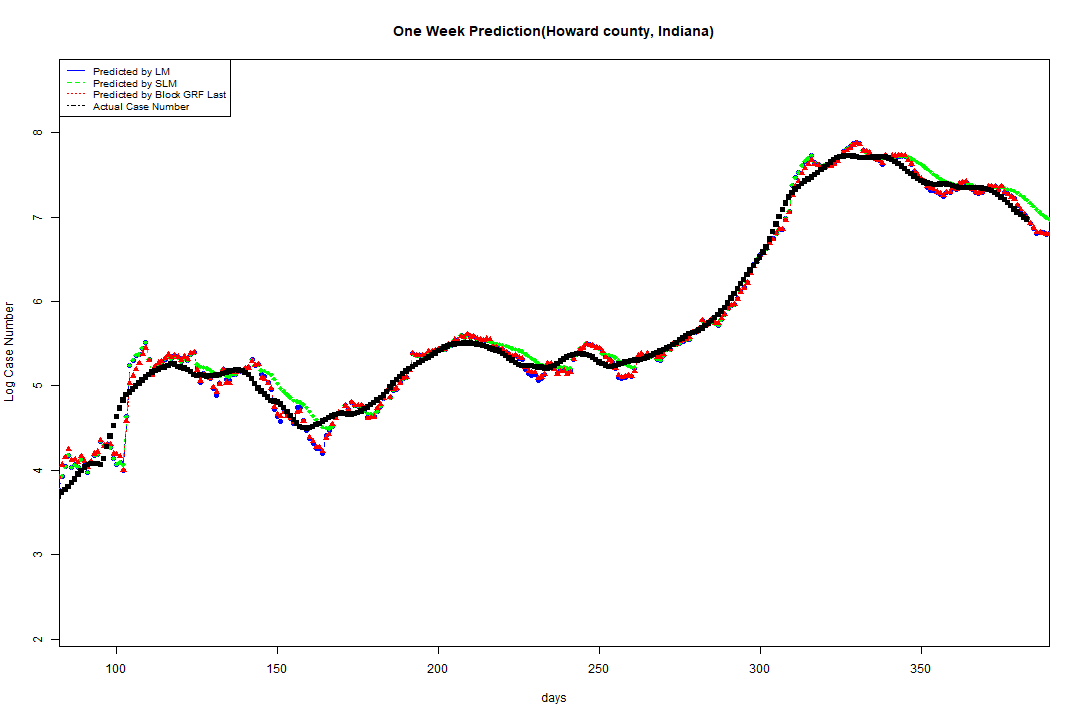 One Week Prediction(Howard county, Indiana)
Predicted by LM
Predicted by SLM
Predicted by Block GRF Last
Actual Case Number
8
7
6
5
4
3
2
Log Case Number
100 150 200 250 300 350
days